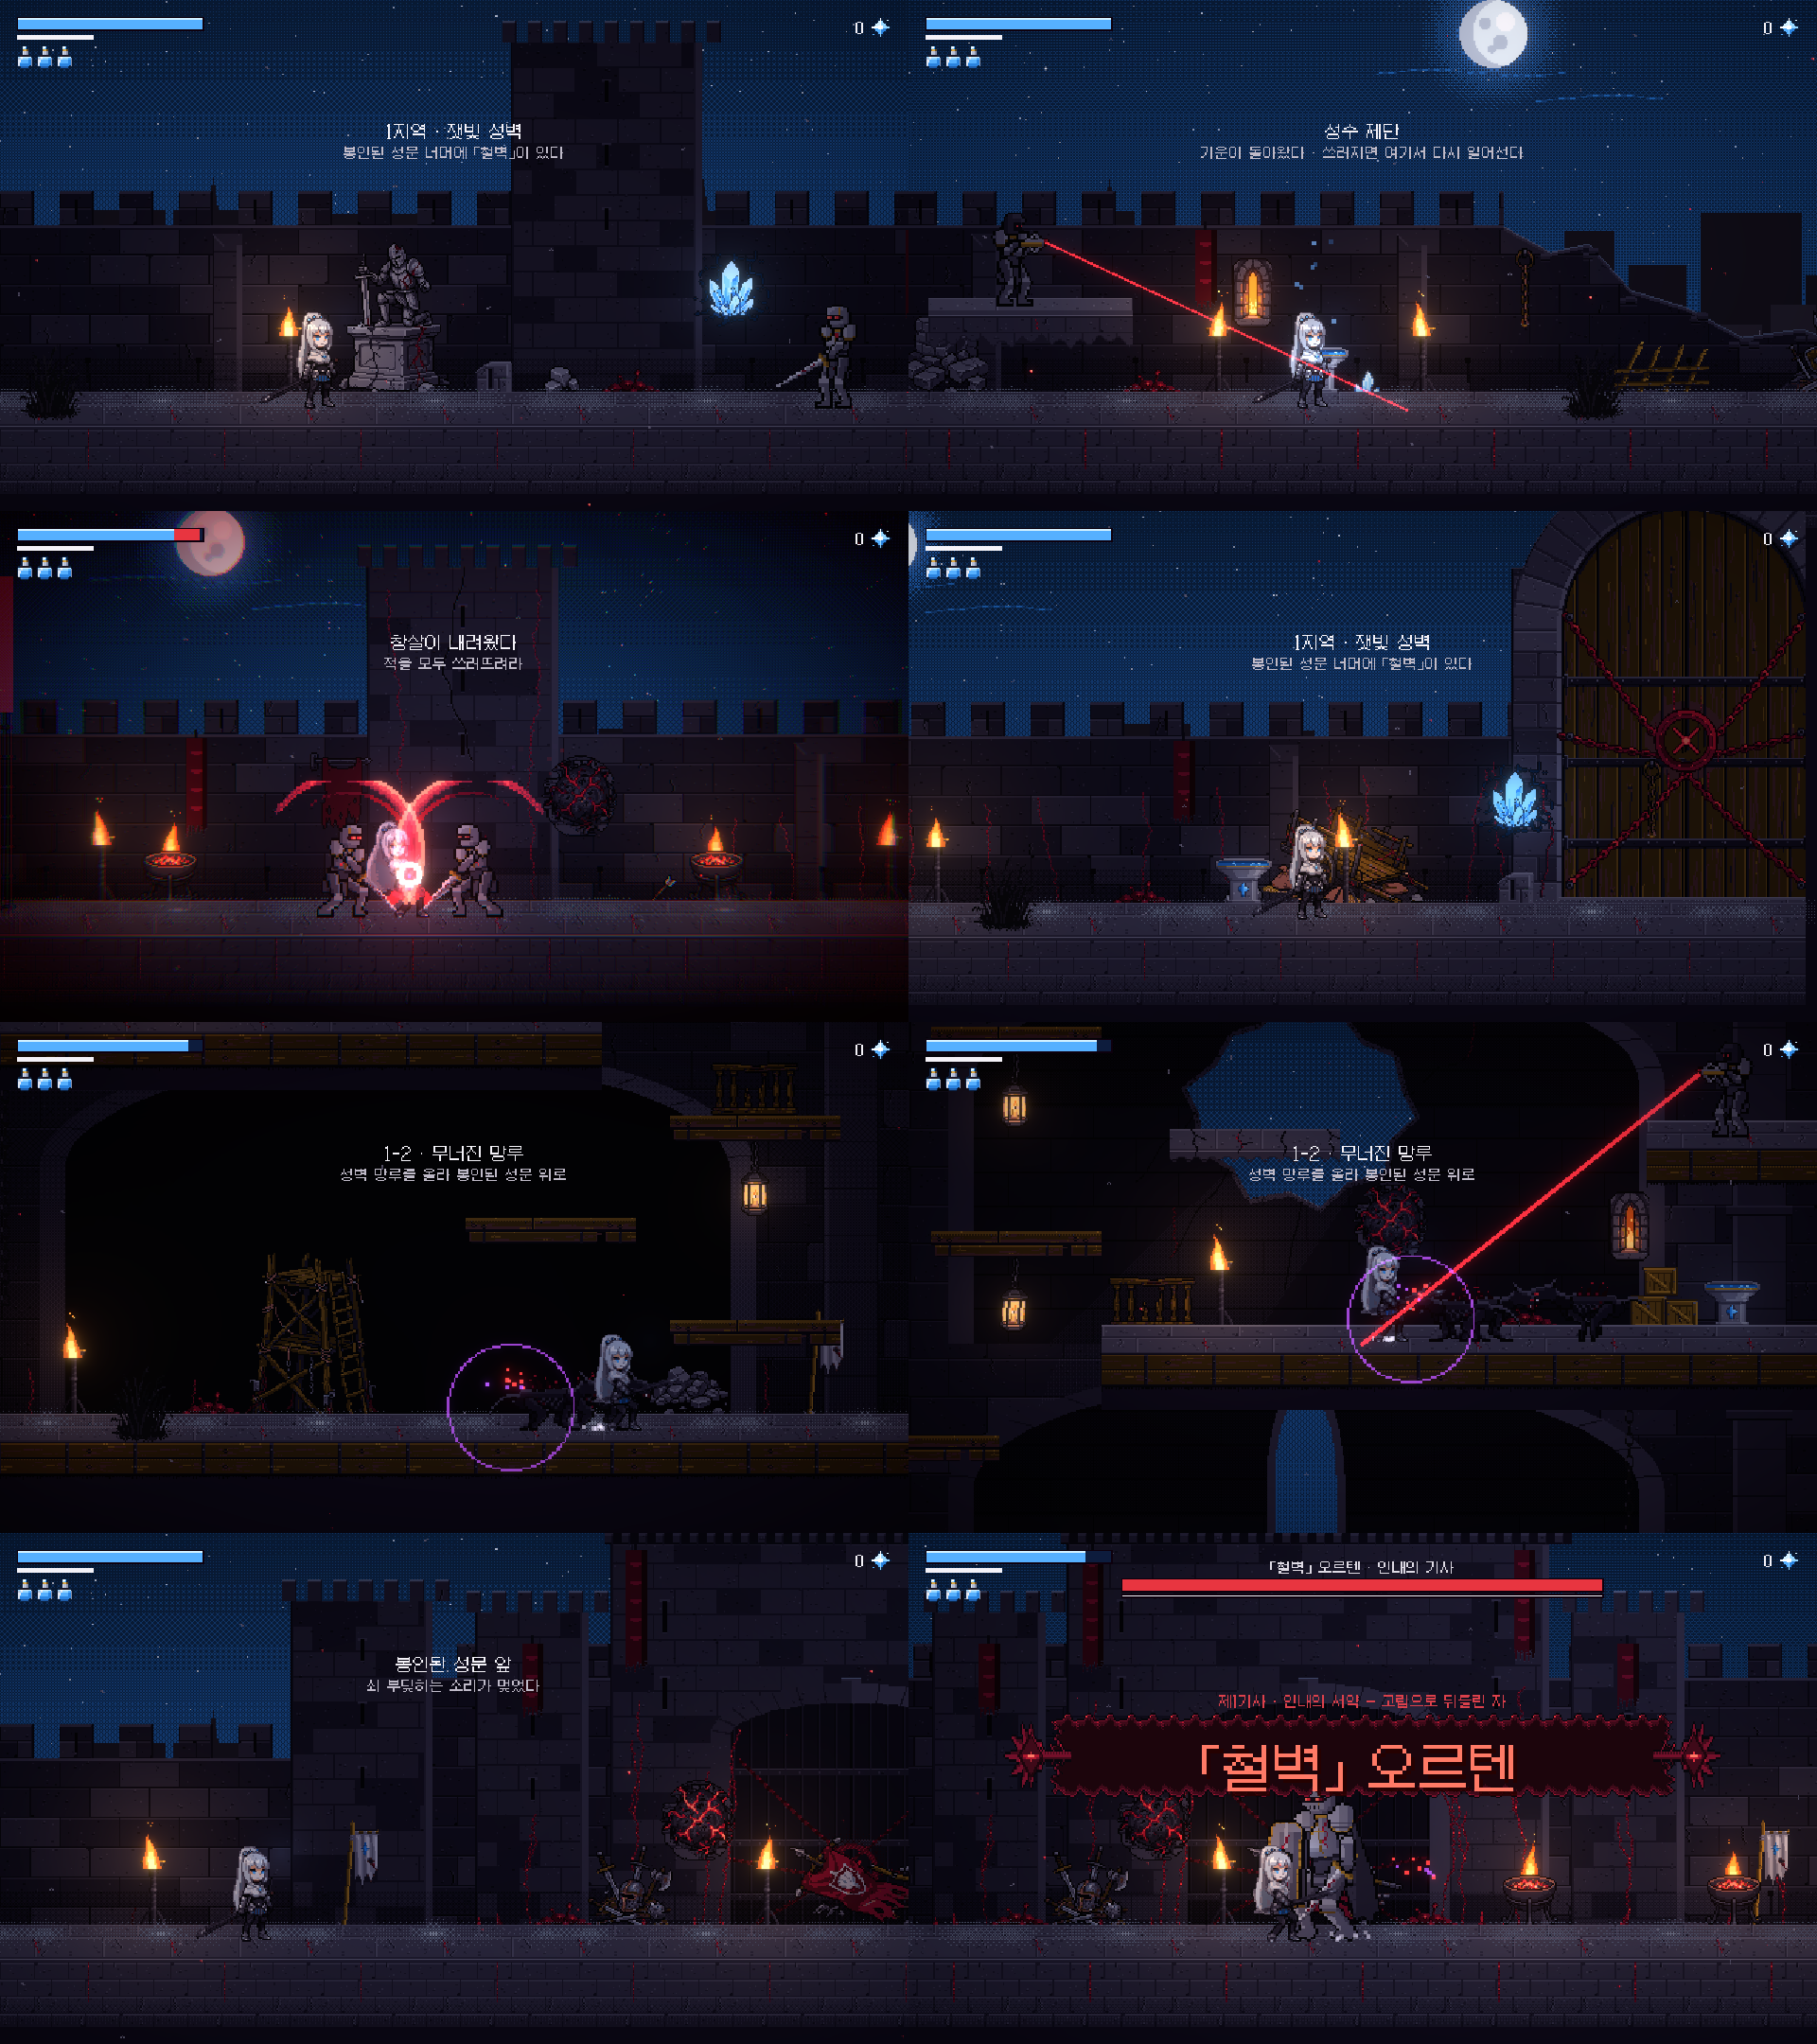 0
1지역 · 잿빛 성벽
봉인된 성문 너머에 「철벽」이 있다
0
성수 제단
기운이 돌아왔다 · 쓰러지면 여기서 다시 일어선다
0
창살이 내려왔다
적을 모두 쓰러뜨려라
0
1지역 · 잿빛 성벽
봉인된 성문 너머에 「철벽」이 있다
0
1-2 · 무너진 망루
성벽 망루를 올라 봉인된 성문 위로
0
1-2 · 무너진 망루
성벽 망루를 올라 봉인된 성문 위로
0
봉인된 성문 앞
쇠 부딪히는 소리가 멎었다
0
「철벽」 오르텐 · 인내의 기사
제1기사 · 인내의 서약 – 고립으로 뒤틀린 자
「철벽」 오르텐